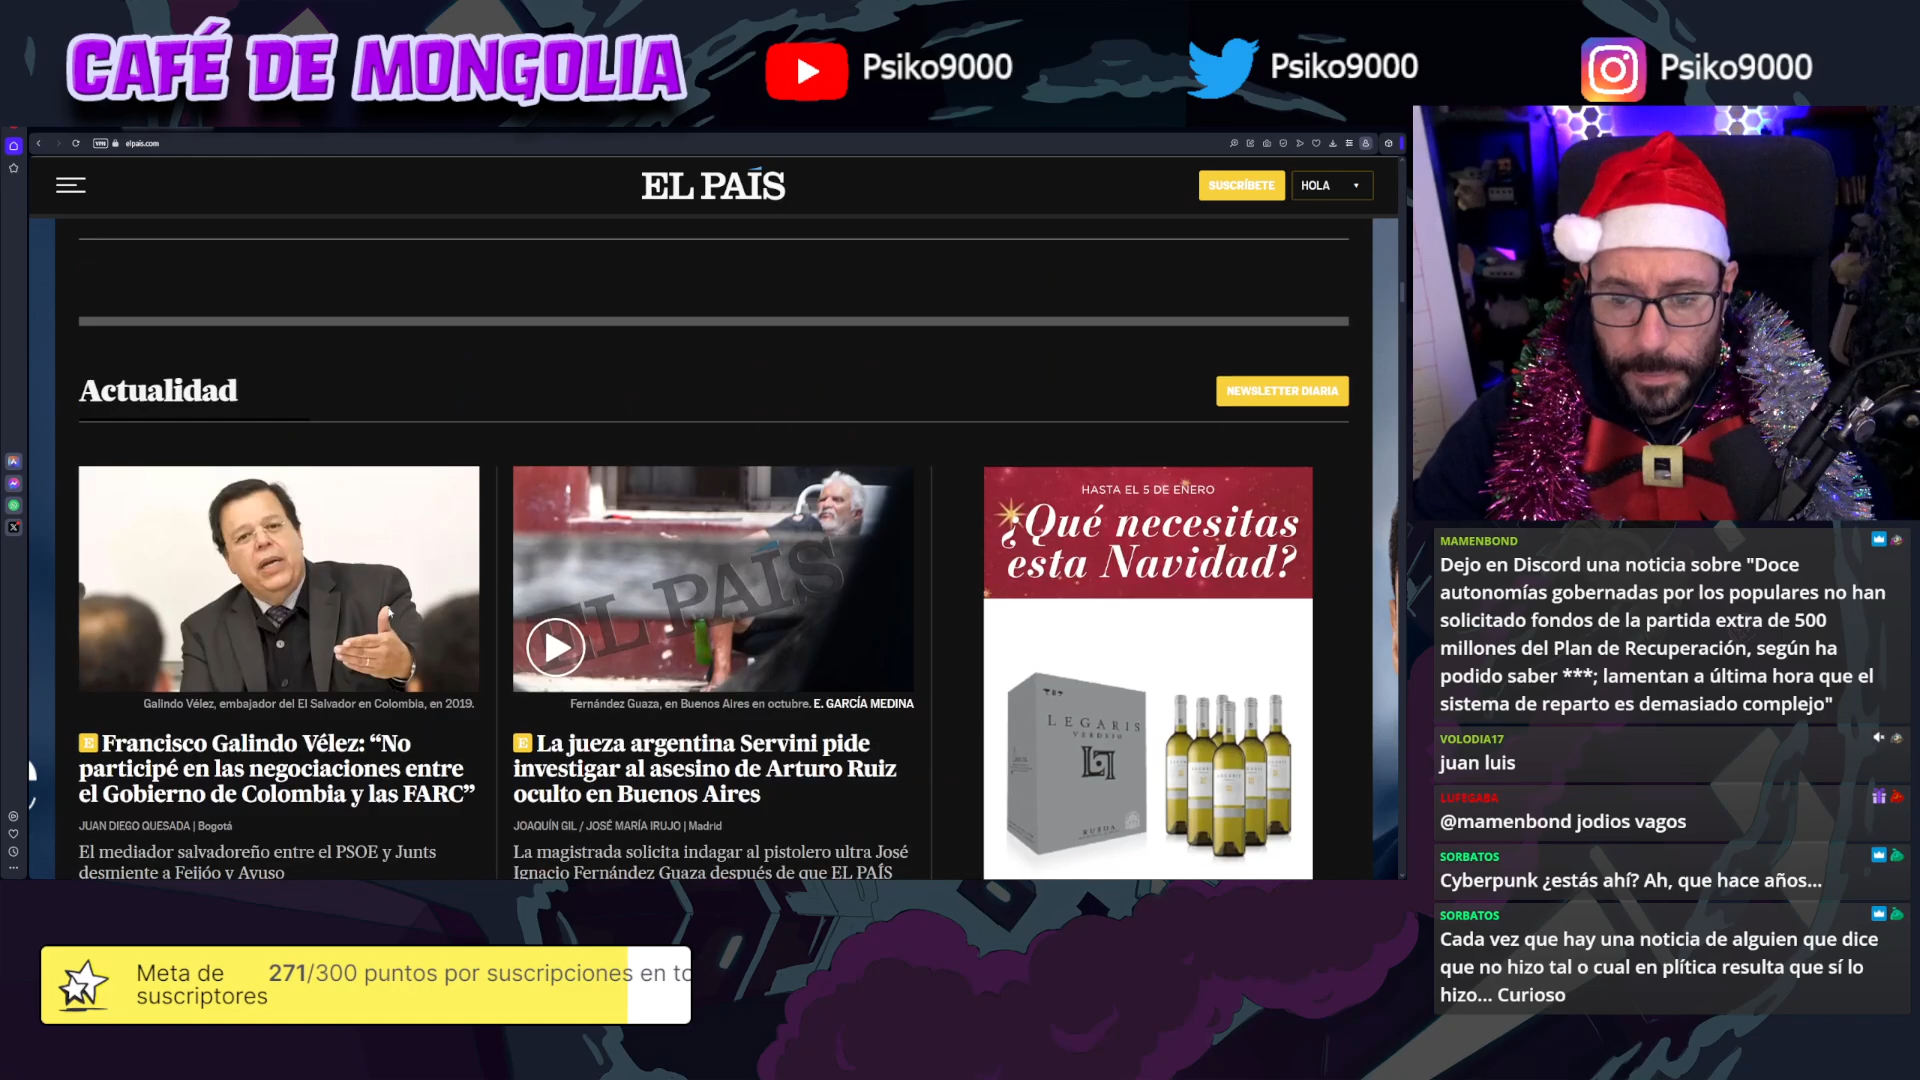 CAFÉ DE MONGOLIA
Psiko9000
Psiko9000
Psiko9000
VPN
elpais.com
EL PAÍS
SUSCRÍBETE
HOLA
Actualidad
NEWSLETTER DIARIA
EL PAÍS
Galindo Vélez, embajador del El Salvador en Colombia, en 2019.
E Francisco Galindo Vélez: “No
participé en las negociaciones entre
el Gobierno de Colombia y las FARC”
JUAN DIEGO QUESADA | Bogotá
El mediador salvadoreño entre el PSOE y Junts
desmiente a Feijóo y Ayuso
Fernández Guaza, en Buenos Aires en octubre. E. GARCÍA MEDINA
E La jueza argentina Servini pide
investigar al asesino de Arturo Ruiz
oculto en Buenos Aires
JOAQUÍN GIL / JOSÉ MARÍA IRUJO | Madrid
La magistrada solicita indagar al pistolero ultra José
Ignacio Fernández Guaza después de que EL PAÍS
HASTA EL 5 DE ENERO
¿Qué necesitas
esta Navidad?
LEGARIS
VERDEJO
RUEDA
MAMENBOND
Dejo en Discord una noticia sobre "Doce
autonomías gobernadas por los populares no han
solicitado fondos de la partida extra de 500
millones del Plan de Recuperación, según ha
podido saber ***; lamentan a última hora que el
sistema de reparto es demasiado complejo"
VOLODIA17
juan luis
LUFEGABA
@mamenbond jodios vagos
SORBATOS
Cyberpunk ¿estás ahí? Ah, que hace años...
SORBATOS
Cada vez que hay una noticia de alguien que dice
que no hizo tal o cual en plítica resulta que sí lo
hizo... Curioso
Meta de
suscriptores
271/300 puntos por suscripciones en to